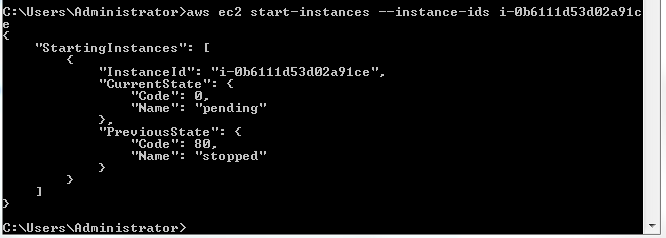 C:\Users\Administrator>aws ec2 start-instances --instance-ids i-0b6111d53d02a91c
e
{
    "StartingInstances": [
        {
            "InstanceId": "i-0b6111d53d02a91ce",
            "CurrentState": {
                "Code": 0,
                "Name": "pending"
            },
            "PreviousState": {
                "Code": 80,
                "Name": "stopped"
            }
        }
    ]
}
C:\Users\Administrator>